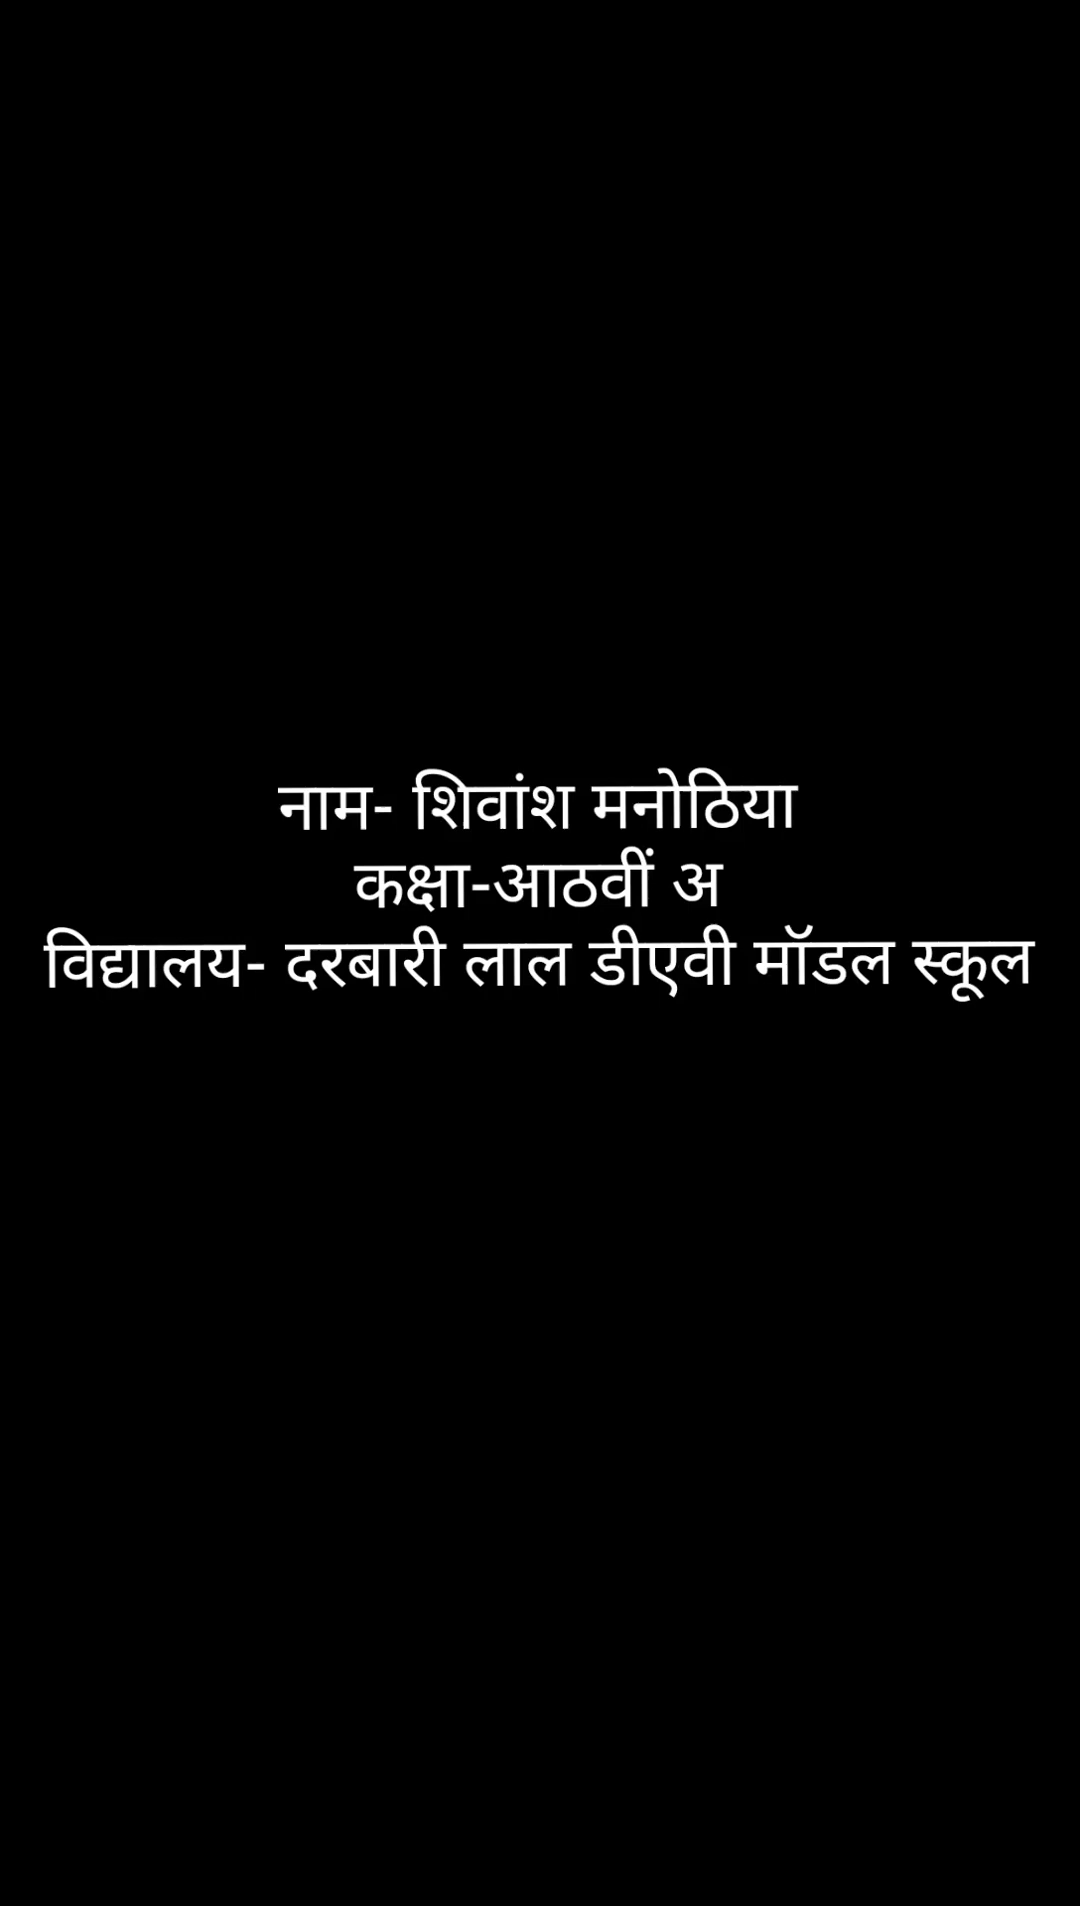 नाम- शिवांश मनोठिया
कक्षा-आठवीं अ
विद्यालय- दरबारी लाल डीएवी मॉडल स्कूल